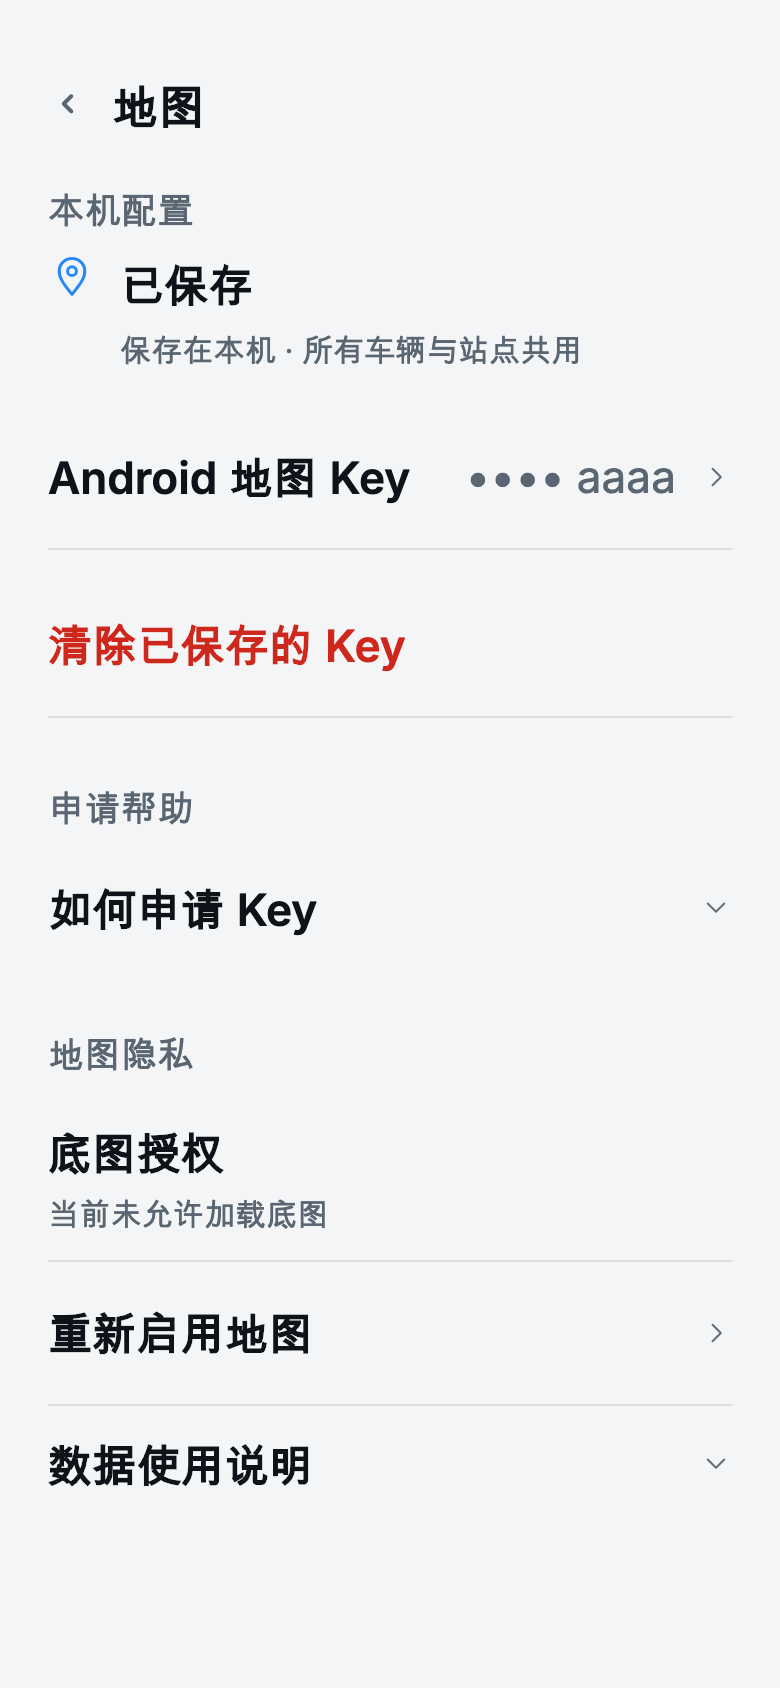 地图
本机配置
已保存
保存在本机 · 所有车辆与站点共用
Android 地图 Key •••• aaaa
清除已保存的 Key
申请帮助
如何申请 Key
地图隐私
底图授权
当前未允许加载底图
重新启用地图
数据使用说明